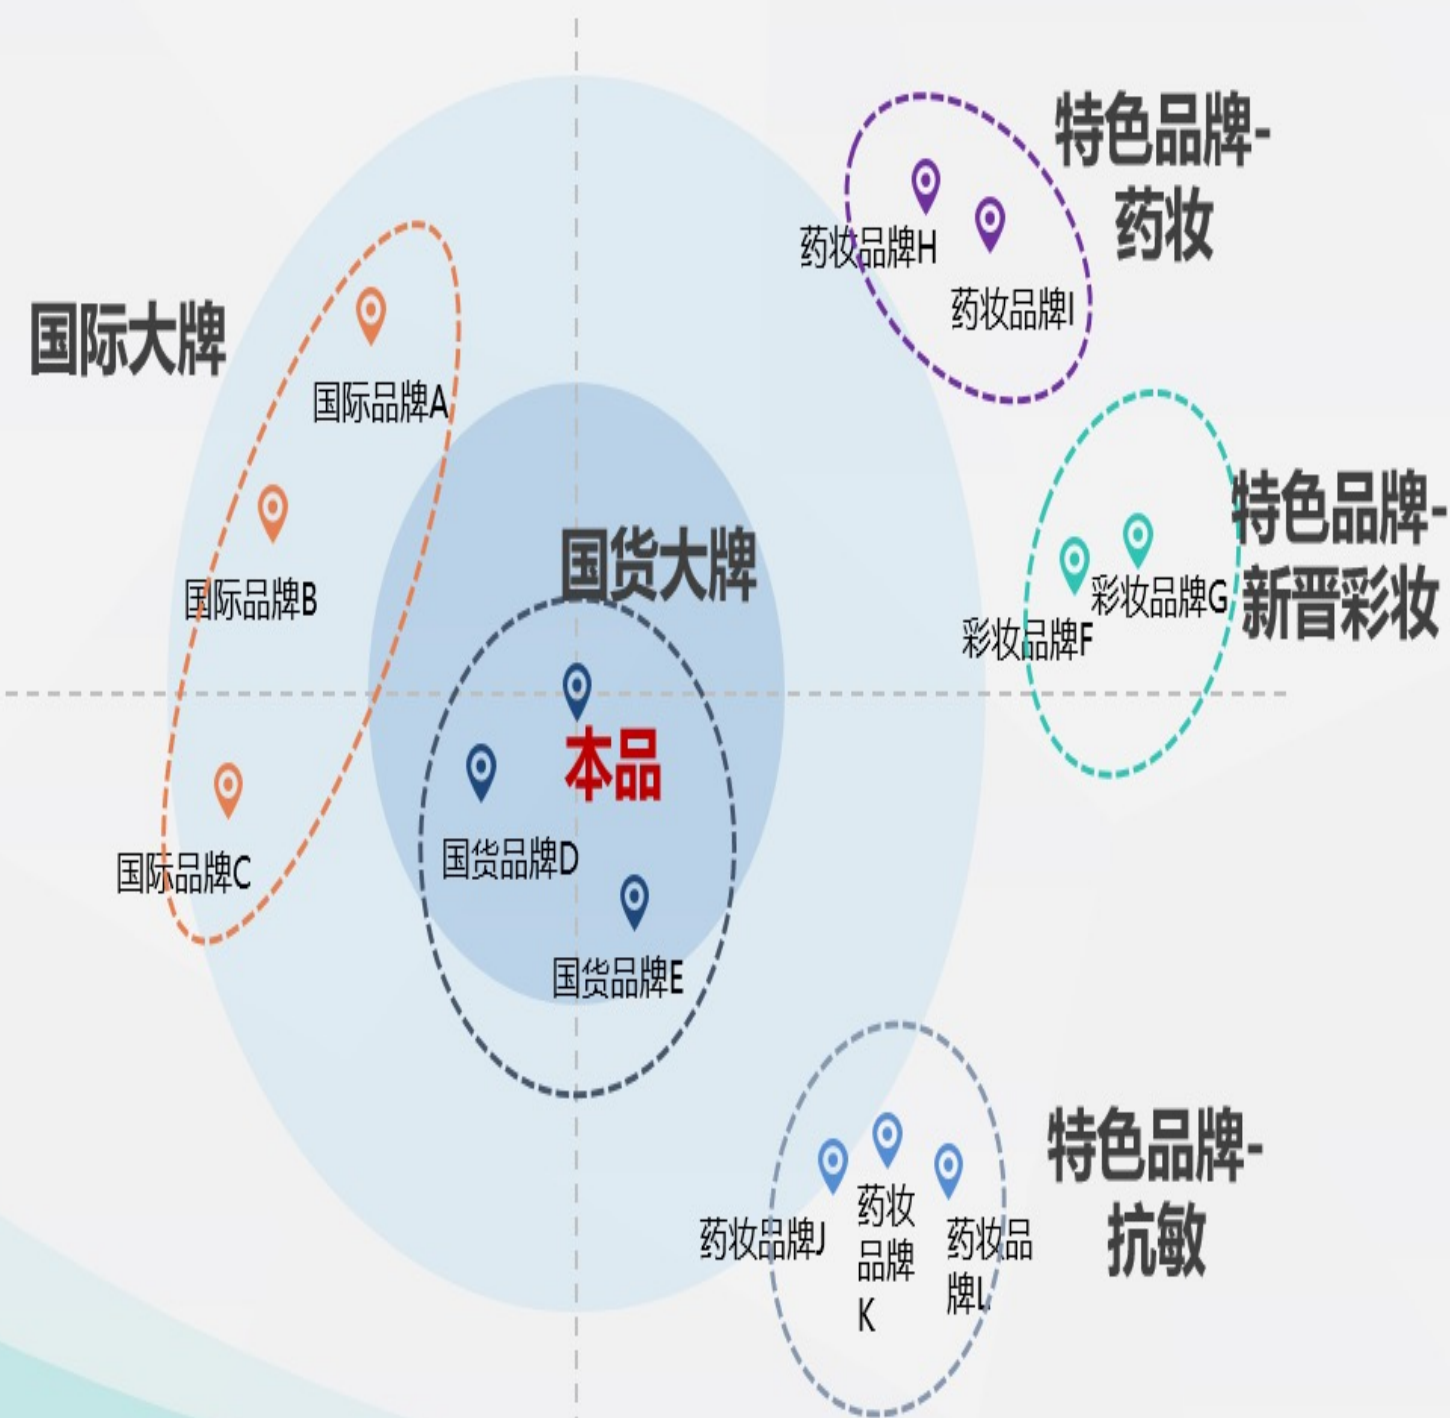 特色品牌-
药妆
药妆品牌H
药妆品牌I
国际大牌
国际品牌A
特色品牌-
新晋彩妆
国货大牌
国际品牌B
彩妆品牌G
彩妆品牌F
本品
国货品牌D
国际品牌C
国货品牌E
特色品牌-
抗敏
药妆品牌J
药妆
品牌
K
药妆品
牌L